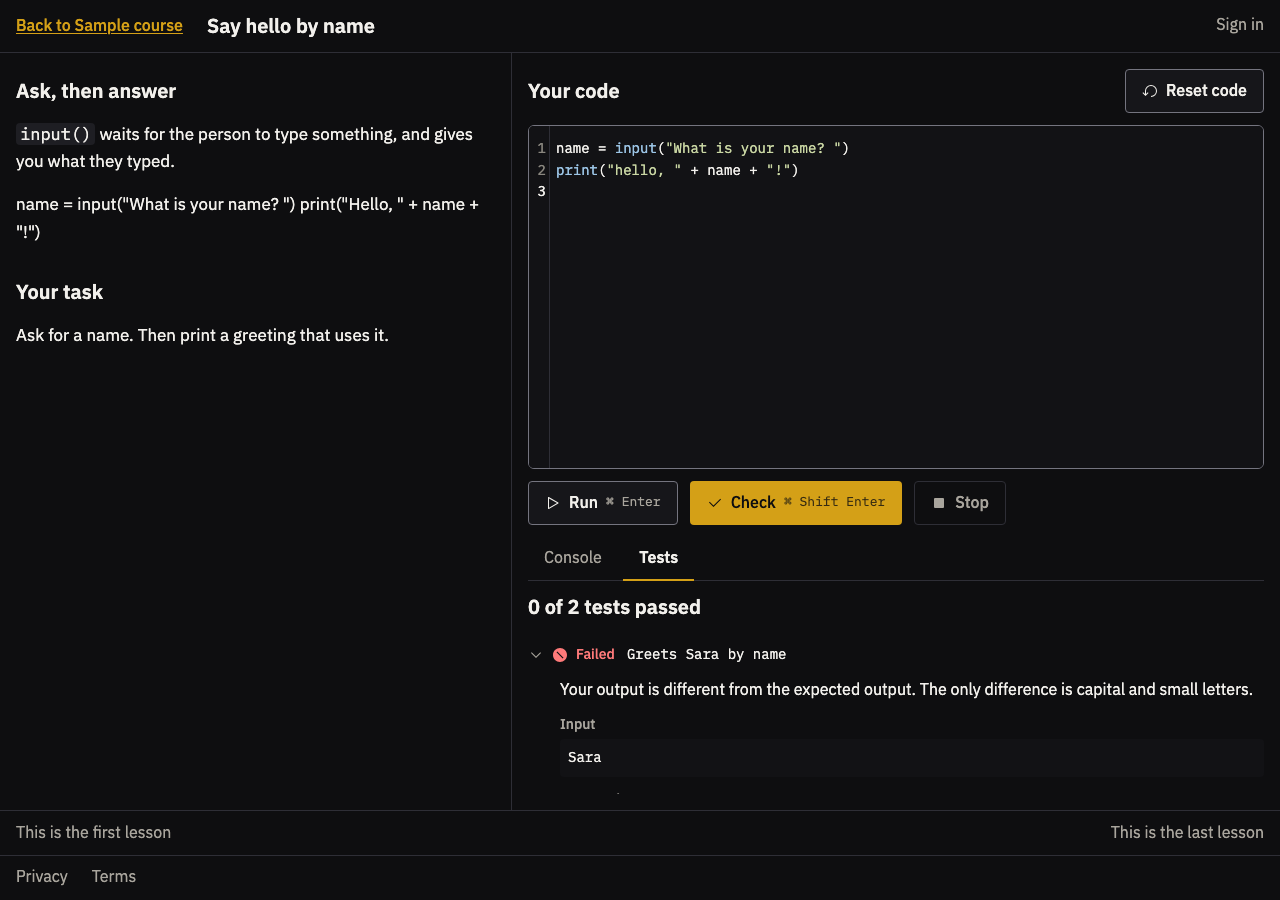 Back to Sample course
Say hello by name
Sign in
Ask, then answer
input() waits for the person to type something, and gives
you what they typed.
name = input("What is your name? ") print("Hello, " + name +
"!")
Your task
Ask for a name. Then print a greeting that uses it.
Your code
Reset code
1 name = input("What is your name? ")
2 print("hello, " + name + "!")
3
Run ⌘ Enter
Check ⌘ Shift Enter
Stop
Console
Tests
0 of 2 tests passed
Failed Greets Sara by name
Your output is different from the expected output. The only difference is capital and small letters.
Input
Sara
This is the first lesson
This is the last lesson
Privacy
Terms